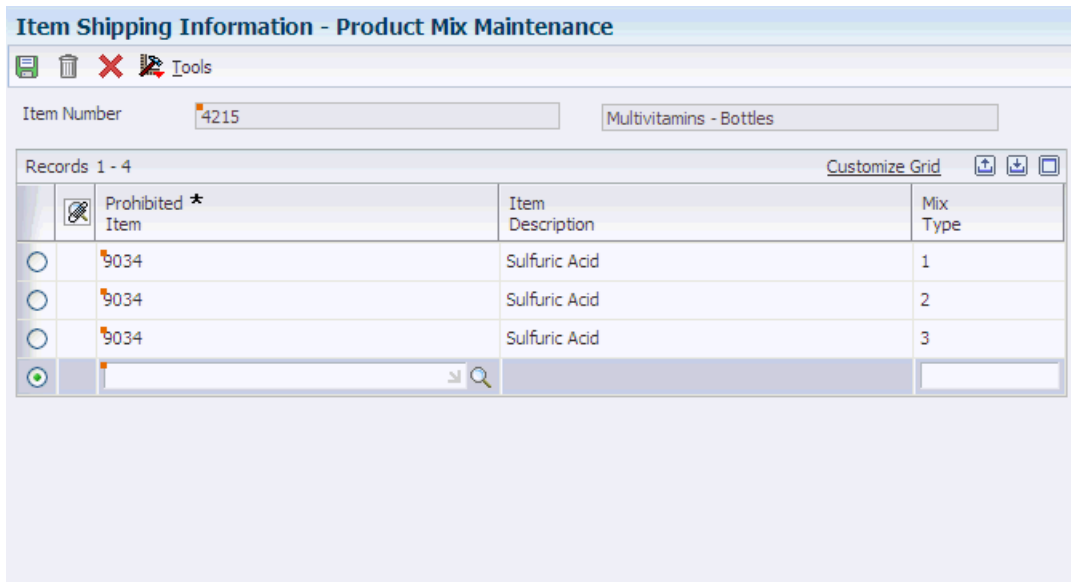 Item Shipping Information - Product Mix Maintenance
Tools
Item Number 4215 Multivitamins - Bottles
Records 1 - 4 Customize Grid
Prohibited * Item Mix
Item Description Type
9034 Sulfuric Acid 1
9034 Sulfuric Acid 2
9034 Sulfuric Acid 3